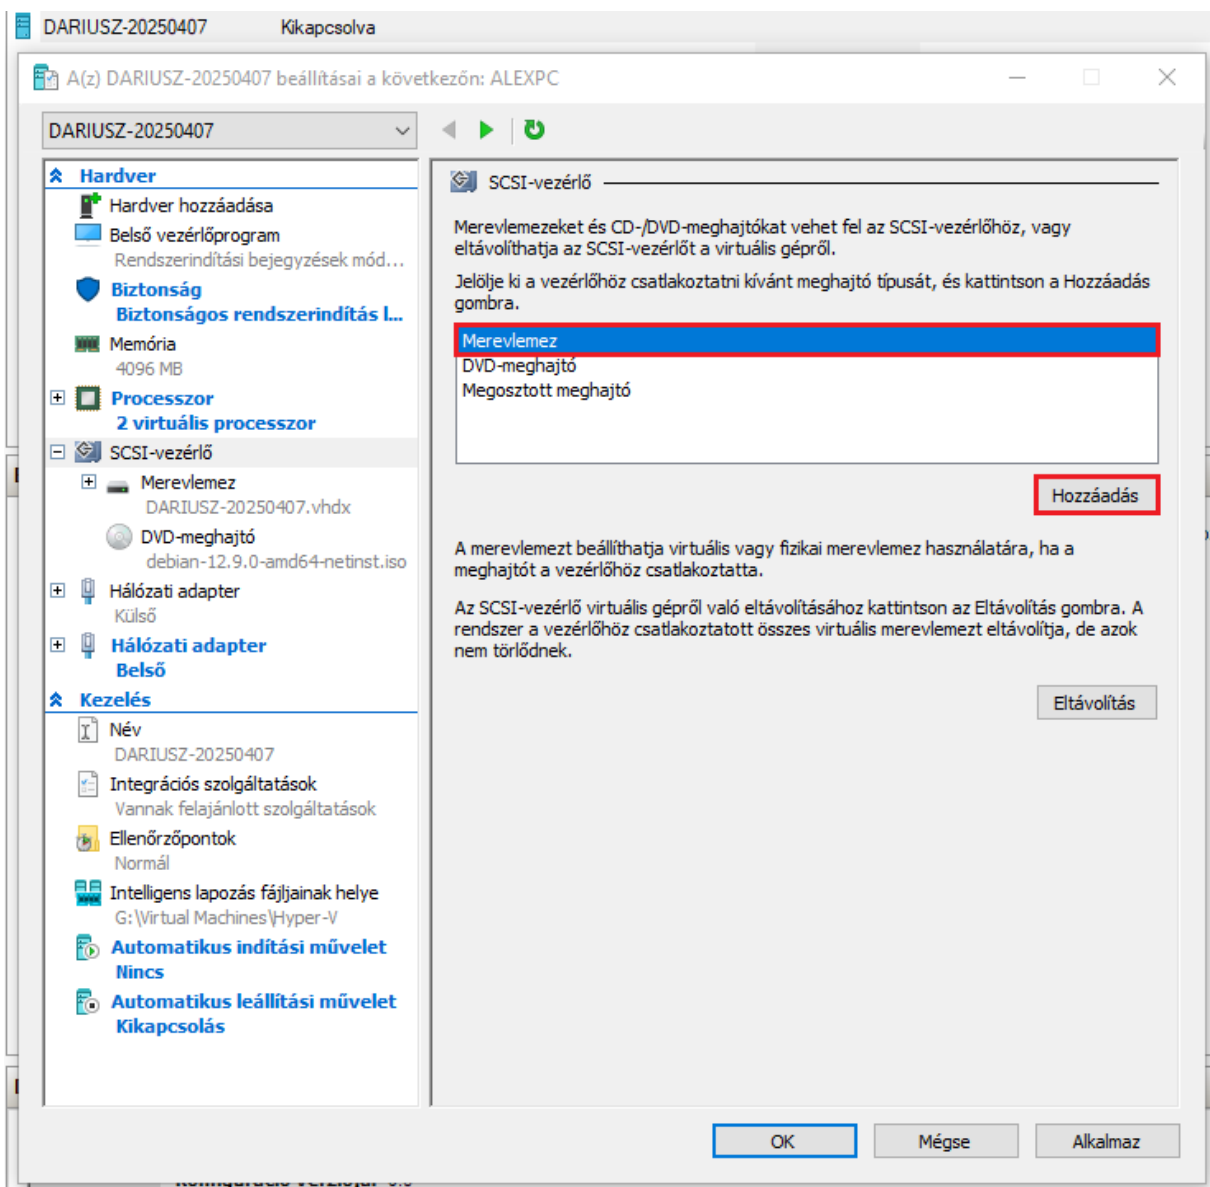 DARIUSZ-20250407 Kikapcsolva
A(z) DARIUSZ-20250407 beállításai a következőn: ALEXPC
DARIUSZ-20250407
Hardver
Hardver hozzáadása
Belső vezérlőprogram
Rendszerindítási bejegyzések mód...
Biztonság
Biztonságos rendszerindítás l...
Memória
4096 MB
Processzor
2 virtuális processzor
SCSI-vezérlő
Merevlemez
DARIUSZ-20250407.vhdx
DVD-meghajtó
debian-12.9.0-amd64-netinst.iso
Hálózati adapter
Külső
Hálózati adapter
Belső
Kezelés
Név
DARIUSZ-20250407
Integrációs szolgáltatások
Vannak felajánlott szolgáltatások
Ellenőrzőpontok
Normál
Intelligens lapozás fájljainak helye
G:\Virtual Machines\Hyper-V
Automatikus indítási művelet
Nincs
Automatikus leállítási művelet
Kikapcsolás
SCSI-vezérlő
Merevlemezeket és CD-/DVD-meghajtókat vehet fel az SCSI-vezérlőhöz, vagy
eltávolíthatja az SCSI-vezérlőt a virtuális gépről.
Jelölje ki a vezérlőhöz csatlakoztatni kívánt meghajtó típusát, és kattintson a Hozzáadás
gombra.
Merevlemez
DVD-meghajtó
Megosztott meghajtó
Hozzáadás
A merevlemezt beállíthatja virtuális vagy fizikai merevlemez használatára, ha a
meghajtót a vezérlőhöz csatlakoztatta.
Az SCSI-vezérlő virtuális gépről való eltávolításához kattintson az Eltávolítás gombra. A
rendszer a vezérlőhöz csatlakoztatott összes virtuális merevlemezt eltávolítja, de azok
nem törlődnek.
Eltávolítás
OK Mégse Alkalmaz